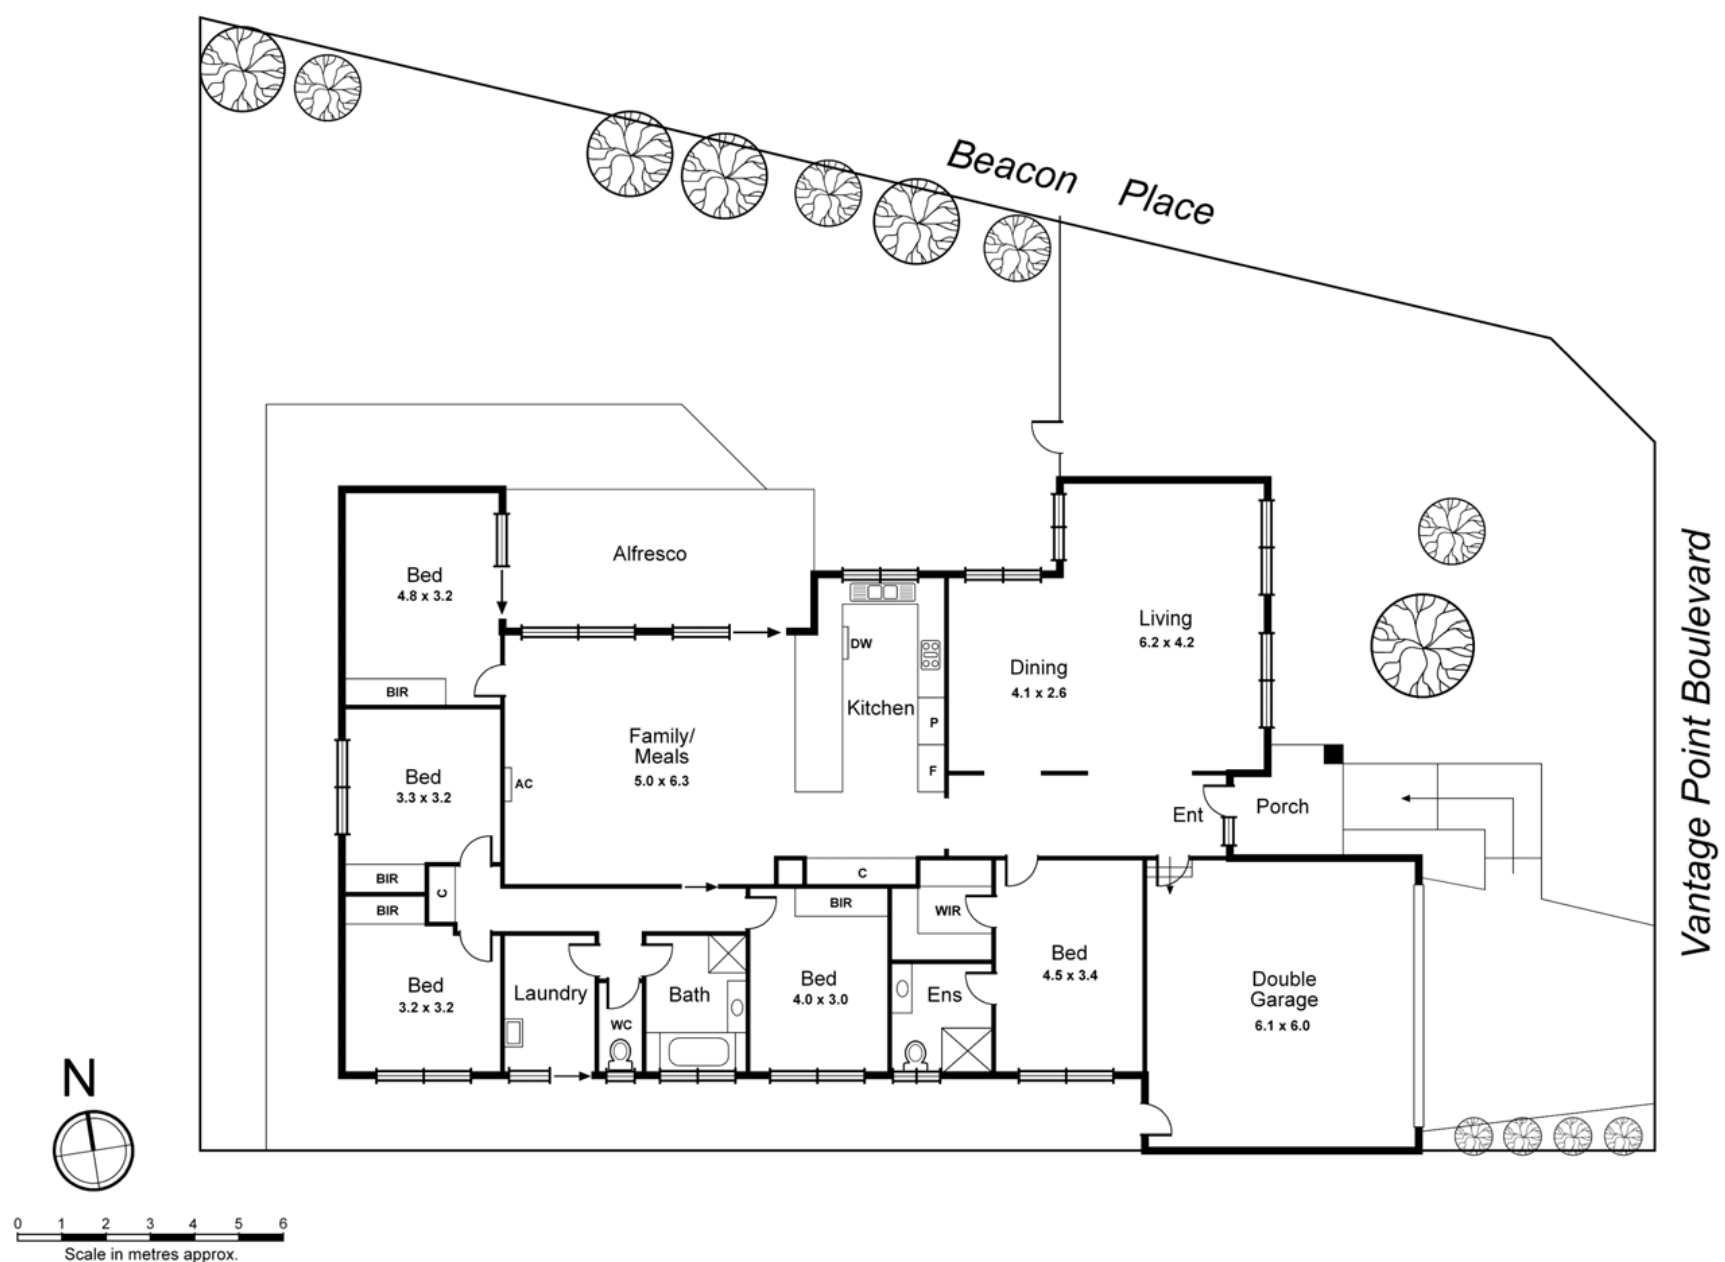 Beacon Place
Vantage Point Boulevard
Alfresco
Bed
4.8 x 3.2
BIR
Living
6.2 x 4.2
Dining
4.1 x 2.6
DW
Kitchen
P
F
Family/
Meals
5.0 x 6.3
AC
Bed
3.3 x 3.2
BIR
BIR
C
Ent
Porch
C
BIR
WIR
Bed
3.2 x 3.2
Laundry
WC
Bath
Bed
4.0 x 3.0
Ens
Bed
4.5 x 3.4
Double
Garage
6.1 x 6.0
N
0 1 2 3 4 5 6
Scale in metres approx.